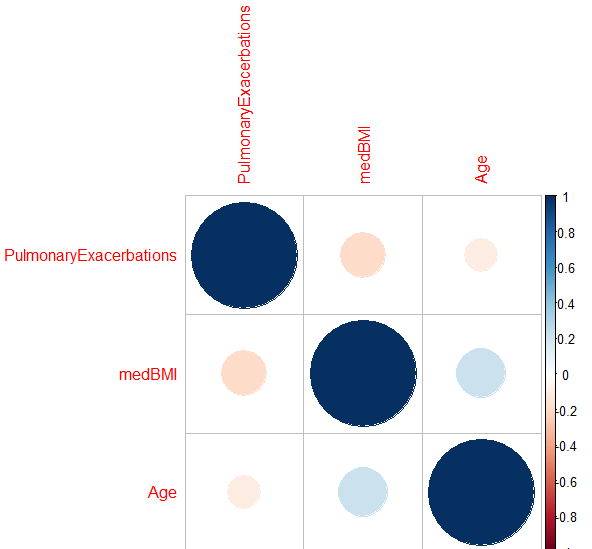 PulmonaryExacerbations
medBMI
Age
PulmonaryExacerbations
medBMI
Age
1
0.8
0.6
0.4
0.2
0
-0.2
-0.4
-0.6
-0.8